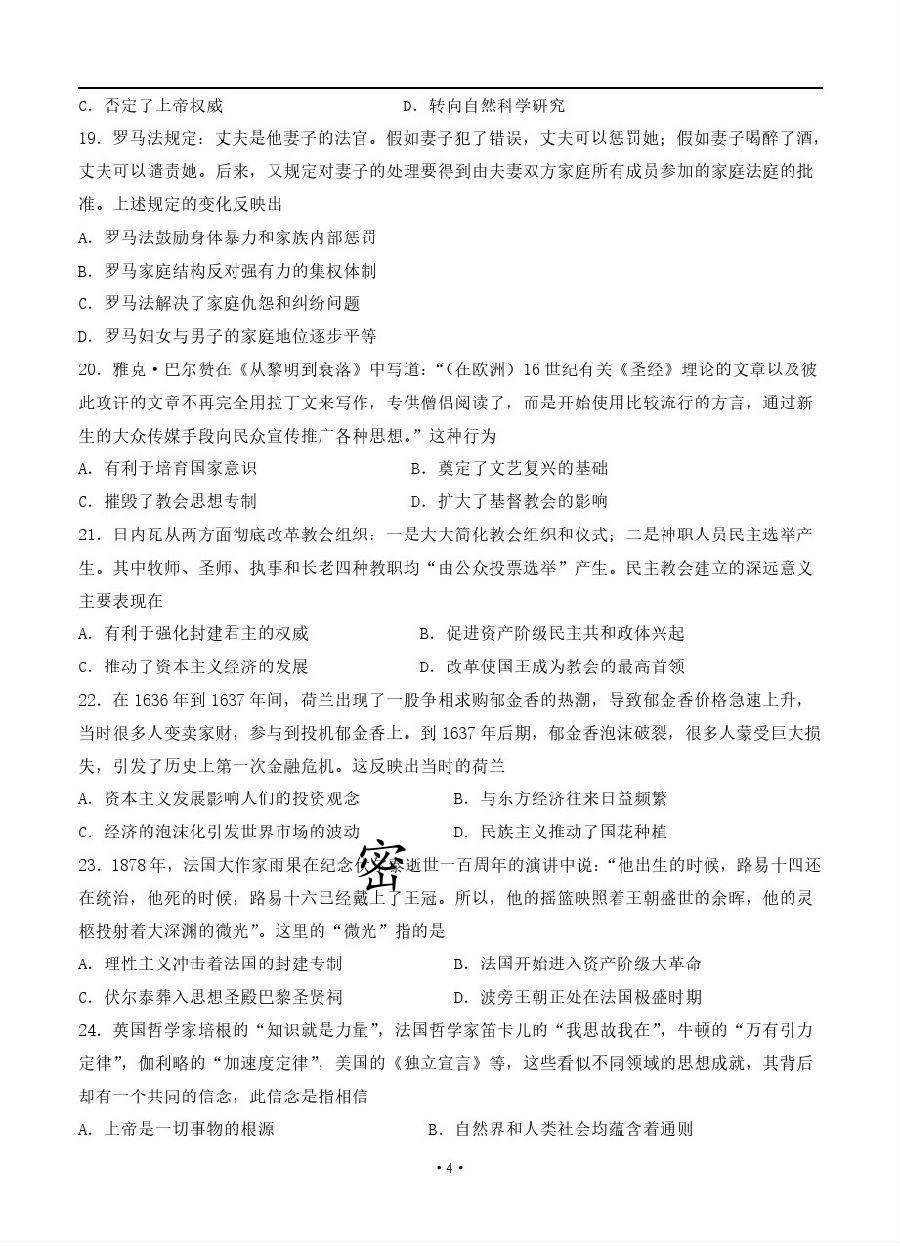 C. 否定了上帝权威 D. 转向自然科学研究
19. 罗马法规定：丈夫是他妻子的法官。假如妻子犯了错误，丈夫可以惩罚她；假如妻子喝醉了酒，
丈夫可以谴责她。后来，又规定对妻子的处理要得到由夫妻双方家庭所有成员参加的家庭法庭的批
准。上述规定的变化反映出
A. 罗马法鼓励身体暴力和家族内部惩罚
B. 罗马家庭结构反对强有力的集权体制
C. 罗马法解决了家庭仇怨和纠纷问题
D. 罗马妇女与男子的家庭地位逐步平等
20. 雅克·巴尔赞在《从黎明到衰落》中写道：“（在欧洲）16 世纪有关《圣经》理论的文章以及彼
此攻讦的文章不再完全用拉丁文来写作，专供僧侣阅读了，而是开始使用比较流行的方言，通过新
生的大众传媒手段向民众宣传推广各种思想。”这种行为
A. 有利于培育国家意识 B. 奠定了文艺复兴的基础
C. 摧毁了教会思想专制 D. 扩大了基督教会的影响
21. 日内瓦从两方面彻底改革教会组织：一是大大简化教会组织和仪式；二是神职人员民主选举产
生。其中牧师、圣师、执事和长老四种教职均“由公众投票选举”产生。民主教会建立的深远意义
主要表现在
A. 有利于强化封建君主的权威 B. 促进资产阶级民主共和政体兴起
C. 推动了资本主义经济的发展 D. 改革使国王成为教会的最高首领
22. 在 1636 年到 1637 年间，荷兰出现了一股争相求购郁金香的热潮，导致郁金香价格急速上升，
当时很多人变卖家财，参与到投机郁金香上。到 1637 年后期，郁金香泡沫破裂，很多人蒙受巨大损
失，引发了历史上第一次金融危机。这反映出当时的荷兰
A. 资本主义发展影响人们的投资观念 B. 与东方经济往来日益频繁
C. 经济的泡沫化引发世界市场的波动 D. 民族主义推动了国花种植
23. 1878 年，法国大作家雨果在纪念 密 逝世一百周年的演讲中说：“他出生的时候，路易十四还
在统治，他死的时候，路易十六已经戴上了王冠。所以，他的摇篮映照着王朝盛世的余晖，他的灵
柩投射着大深渊的微光”。这里的“微光”指的是
A. 理性主义冲击着法国的封建专制 B. 法国开始进入资产阶级大革命
C. 伏尔泰葬入思想圣殿巴黎圣贤祠 D. 波旁王朝正处在法国极盛时期
24. 英国哲学家培根的“知识就是力量”，法国哲学家笛卡儿的“我思故我在”，牛顿的“万有引力
定律”，伽利略的“加速度定律”，美国的《独立宣言》等，这些看似不同领域的思想成就，其背后
却有一个共同的信念，此信念是指相信
A. 上帝是一切事物的根源 B. 自然界和人类社会均蕴含着通则
·4·